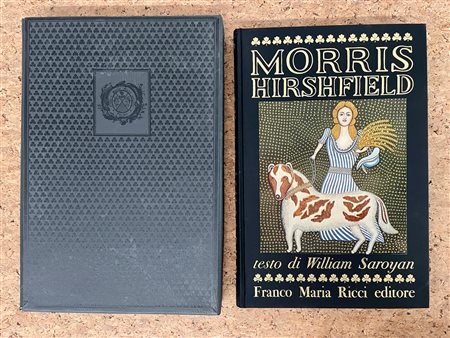 MORRIS
HIRSHFIELD
testo di William Saroyan
Franco Maria Ricci editore